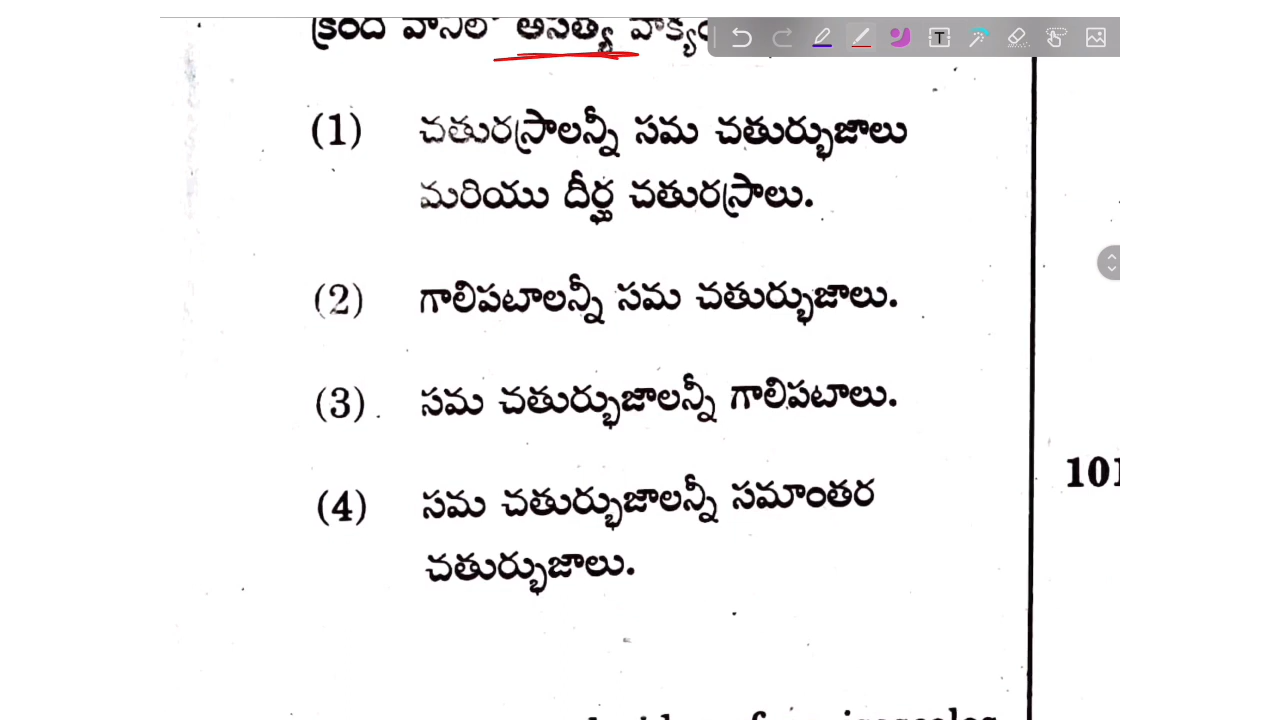 క్రింది వానిలో అసత్య వాక్యం
(1) చతురస్రాలన్నీ సమ చతుర్భుజాలు
మరియు దీర్ఘ చతురస్రాలు.
(2) గాలిపటాలన్నీ సమ చతుర్భుజాలు.
(3) సమ చతుర్భుజాలన్నీ గాలిపటాలు.
101
(4) సమ చతుర్భుజాలన్నీ సమాంతర
చతుర్భుజాలు.